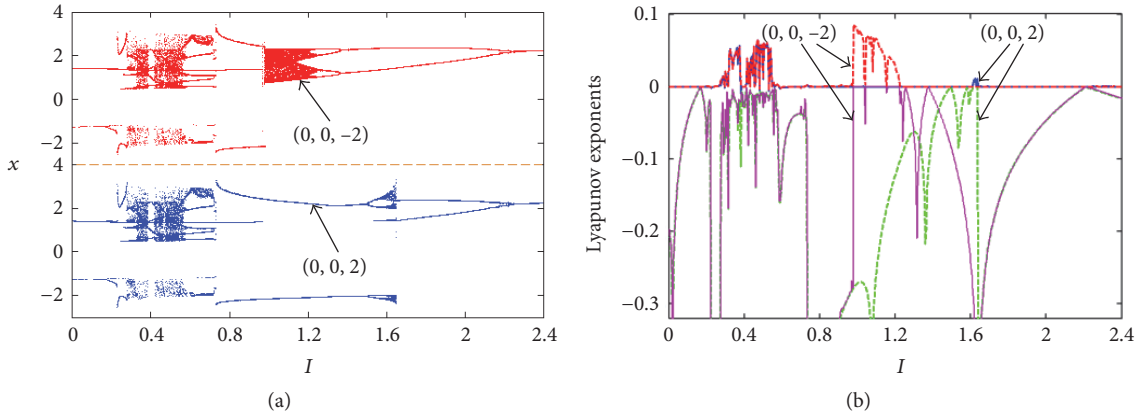 4
2
0
−2
4
2
0
−2
x
(0, 0, −2)
(0, 0, 2)
0 0.4 0.8 1.2 1.6 2 2.4
I
(a)
0.1
0
−0.1
−0.2
−0.3
Lyapunov exponents
(0, 0, −2)
(0, 0, 2)
0 0.4 0.8 1.2 1.6 2 2.4
I
(b)